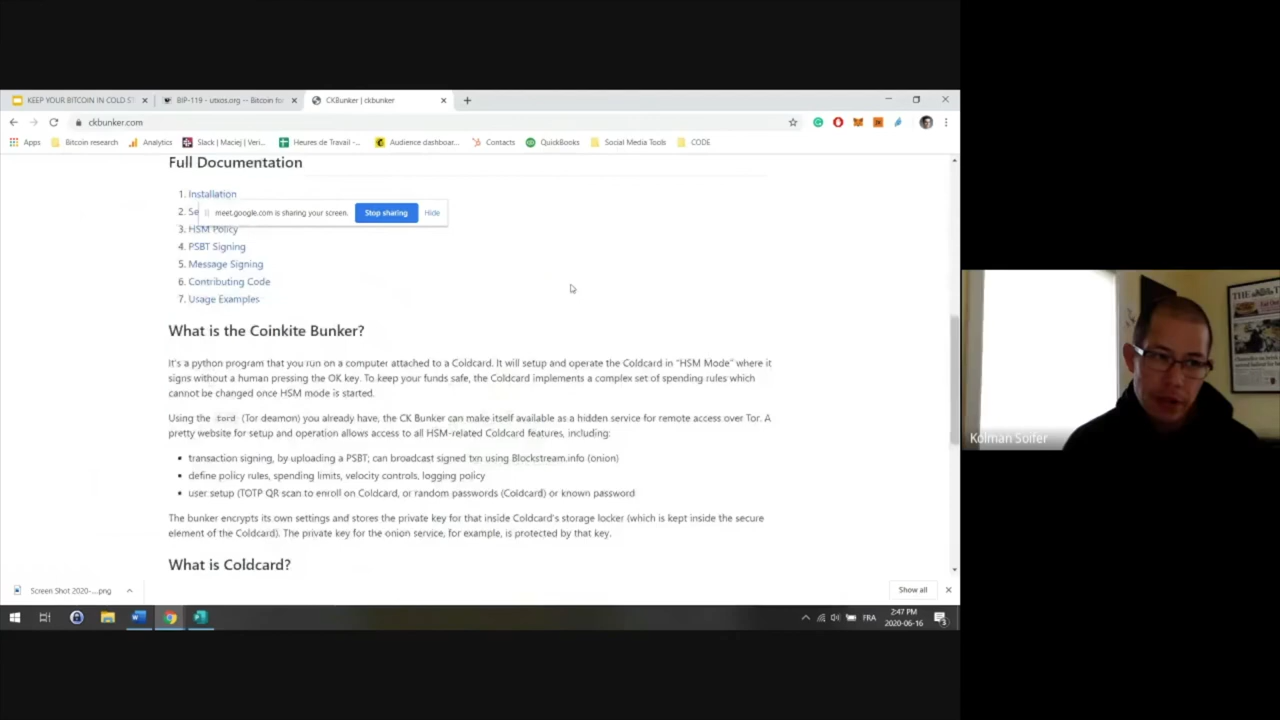 KEEP YOUR BITCOIN IN COLD S
BIP-119 - utxos.org -- Bitcoin
CKBunker | ckbunker
ckbunker.com
Apps
Bitcoin research
Analytics
Slack | Maciej | Veri...
Heures de Travail -...
Audience dashboar...
Contacts
QuickBooks
Social Media Tools
CODE
Full Documentation
1. Installation
meet.google.com is sharing your screen.
Stop sharing
Hide
2. Se
3. HSM Policy
4. PSBT Signing
5. Message Signing
6. Contributing Code
7. Usage Examples
What is the Coinkite Bunker?
It's a python program that you run on a computer attached to a Coldcard. It will setup and operate the Coldcard in "HSM Mode" where it
signs without a human pressing the OK key. To keep your funds safe, the Coldcard implements a complex set of spending rules which
cannot be changed once HSM mode is started.
Using the tord (Tor deamon) you already have, the CK Bunker can make itself available as a hidden service for remote access over Tor. A
pretty website for setup and operation allows access to all HSM-related Coldcard features, including:
• transaction signing, by uploading a PSBT; can broadcast signed txn using Blockstream.info (onion)
• define policy rules, spending limits, velocity controls, logging policy
• user setup (TOTP QR scan to enroll on Coldcard, or random passwords (Coldcard) or known password
The bunker encrypts its own settings and stores the private key for that inside Coldcard's storage locker (which is kept inside the secure
element of the Coldcard). The private key for the onion service, for example, is protected by that key.
What is Coldcard?
Screen Shot 2020-....png
Show all
FRA
2:47 PM
2020-06-16
Kolman Soifer
THE